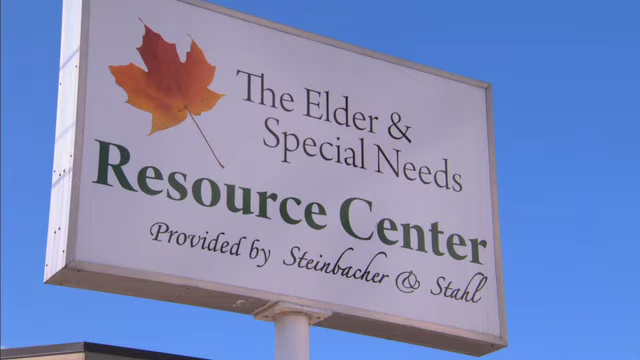 The Elder &
Special Needs
Resource Center
Provided by Steinbacher & Stahl